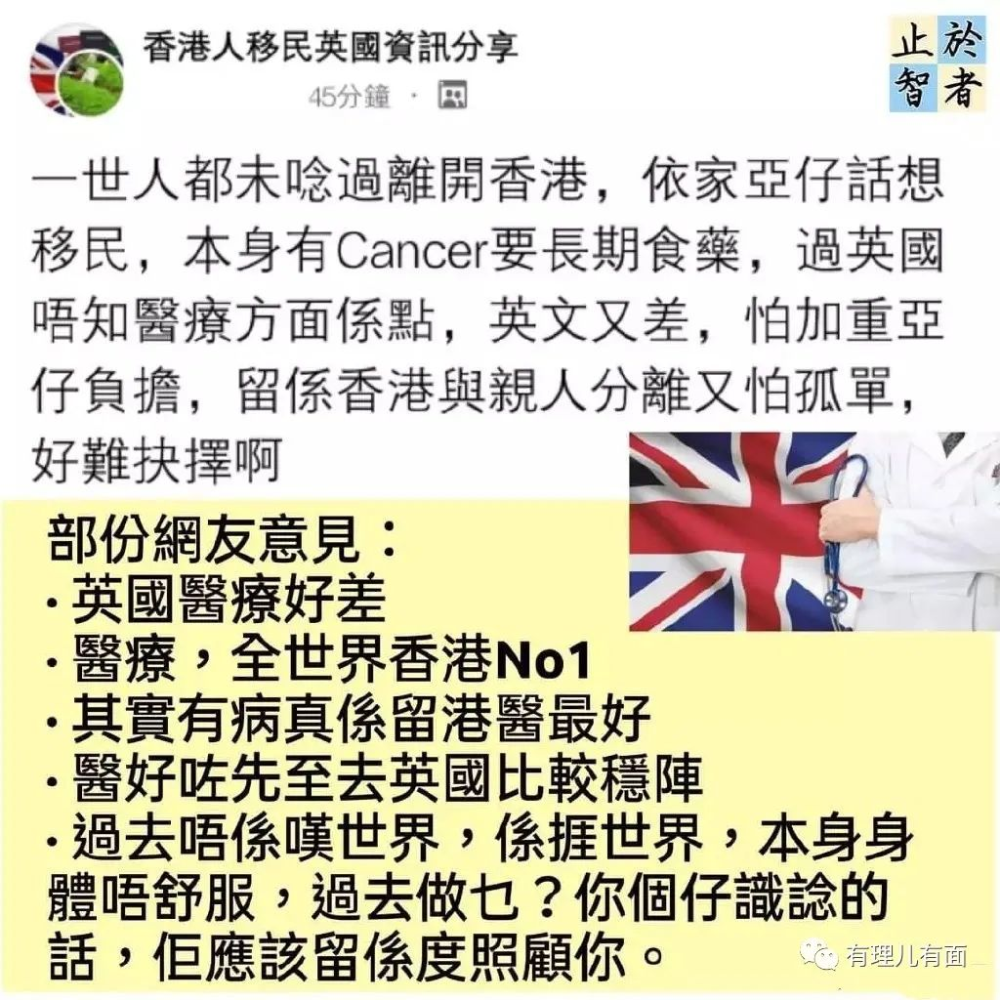 香港人移民英國資訊分享
45分鐘 ·
止於
智者
一世人都未唸過離開香港，依家亞仔話想
移民，本身有Cancer要長期食藥，過英國
唔知醫療方面係點，英文又差，怕加重亞
仔負擔，留係香港與親人分離又怕孤單，
好難抉擇啊
部份網友意見：
· 英國醫療好差
· 醫療，全世界香港No1
· 其實有病真係留港醫最好
· 醫好咗先至去英國比較穩陣
· 過去唔係嘆世界，係捱世界，本身身
體唔舒服，過去做乜？你個仔識諗的
話，佢應該留係度照顧你。
有理儿有面